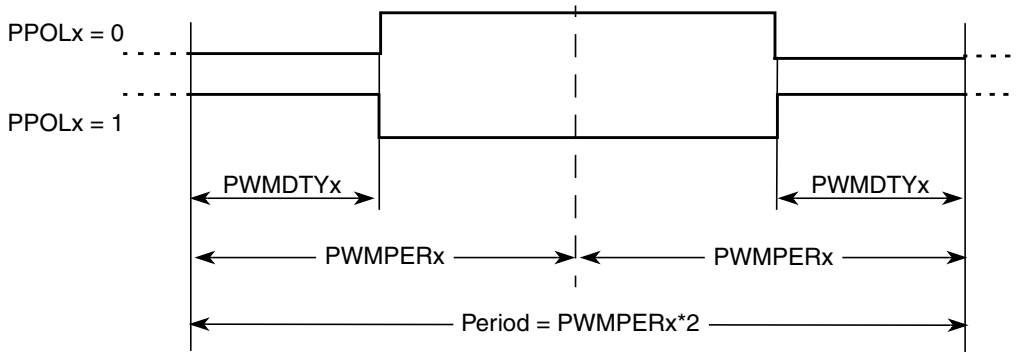 PPOLx = 0
PPOLx = 1
PWMDTYx PWMDTYx
PWMPERx PWMPERx
Period = PWMPERx*2